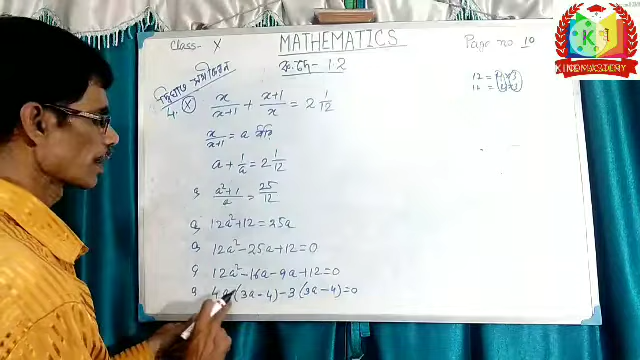 Class - X
MATHEMATICS
Page no 10
কষে দেখি - 1.2
4. (x)
x/(x+1) + (x+1)/x = 2 1/12
12 = 4×3
x/(x+1) = a ধরি
a + 1/a = 2 1/12
বা, (a²+1)/a = 25/12
বা, 12a² + 12 = 25a
বা, 12a² - 25a + 12 = 0
বা, 12a² - 16a - 9a + 12 = 0
বা, 4a(3a - 4) - 3(3a - 4) = 0
K